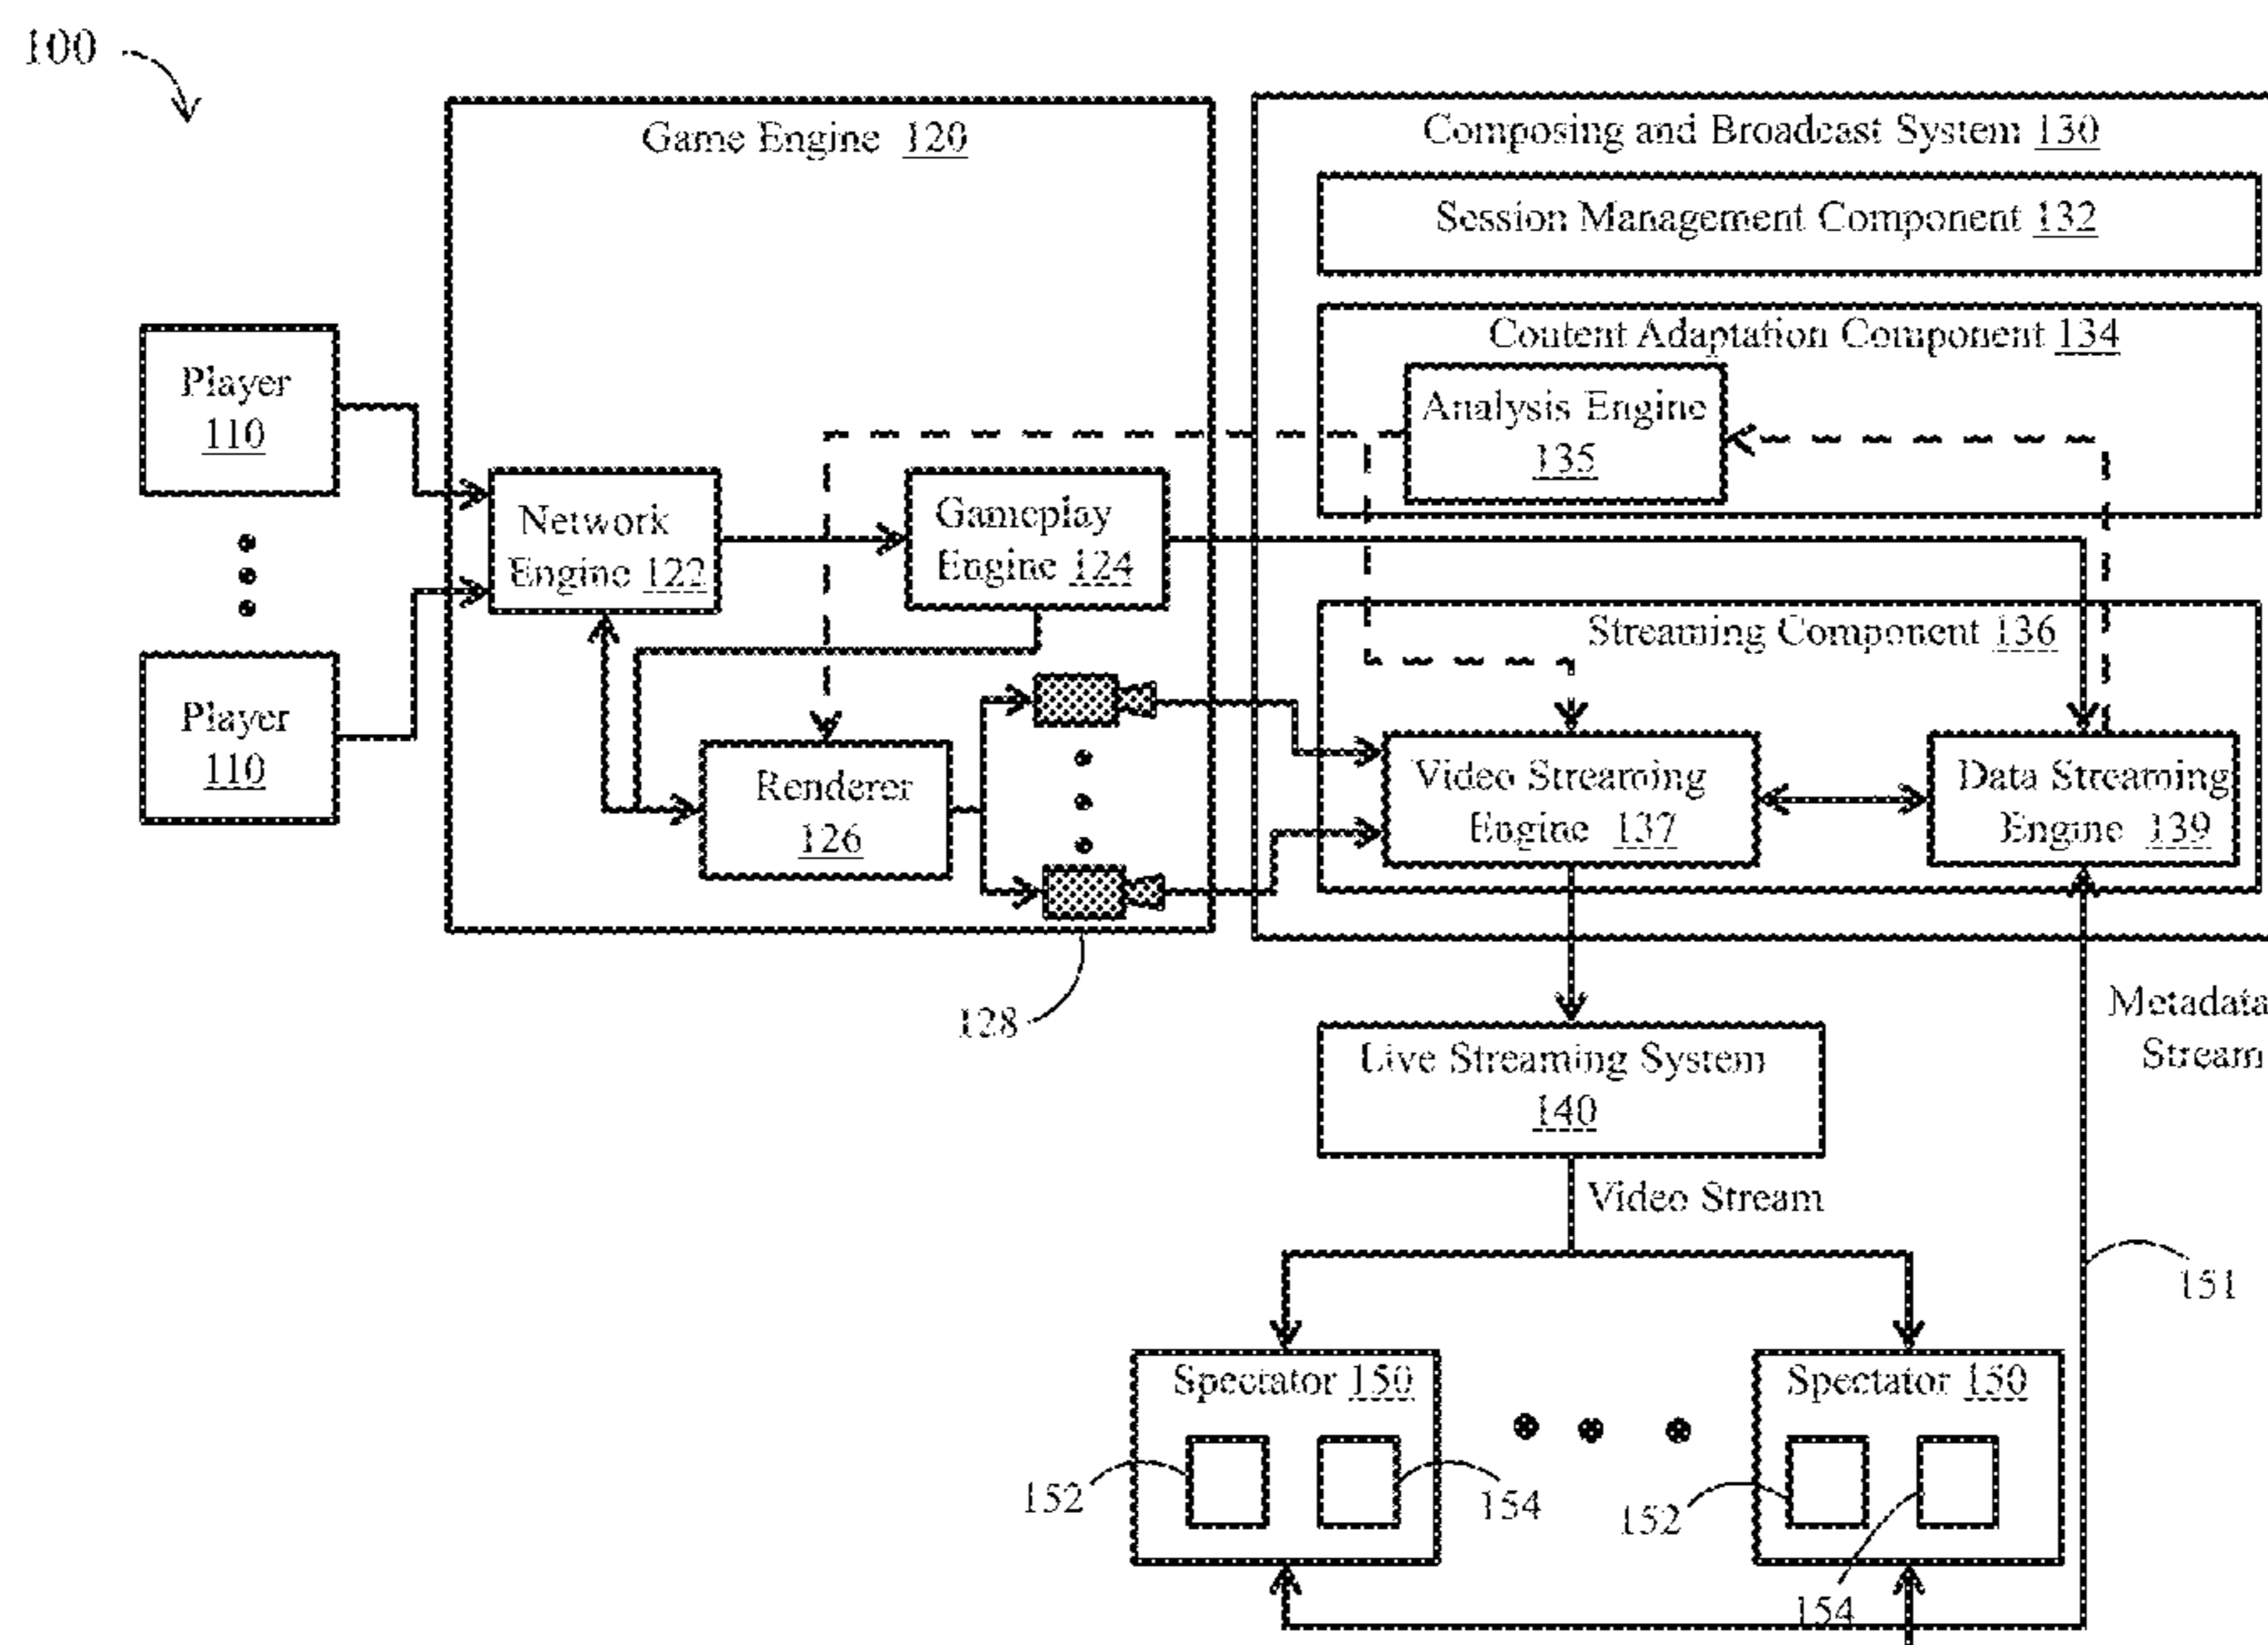 100
Game Engine 120
Composing and Broadcast System 130
Session Management Component 132
Content Adaptation Component 134
Analysis Engine
135
Player
110
Network
Engine 122
Gameplay
Engine 124
Streaming Component 136
Player
110
Renderer
126
Video Streaming
Engine 137
Data Streaming
Engine 139
128
Metadata
Stream
Live Streaming System
140
Video Stream
151
Spectator 150
Spectator 150
152
154
152
154